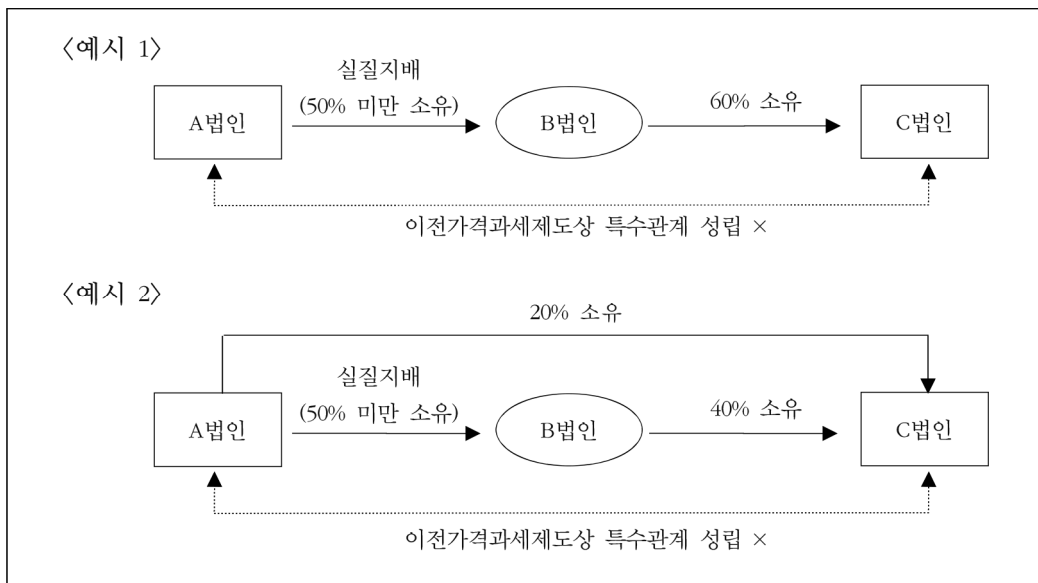 〈예시 1〉
실질지배
(50% 미만 소유)
60% 소유
A법인
B법인
C법인
이전가격과세제도상 특수관계 성립 ×
〈예시 2〉
20% 소유
실질지배
(50% 미만 소유)
40% 소유
A법인
B법인
C법인
이전가격과세제도상 특수관계 성립 ×